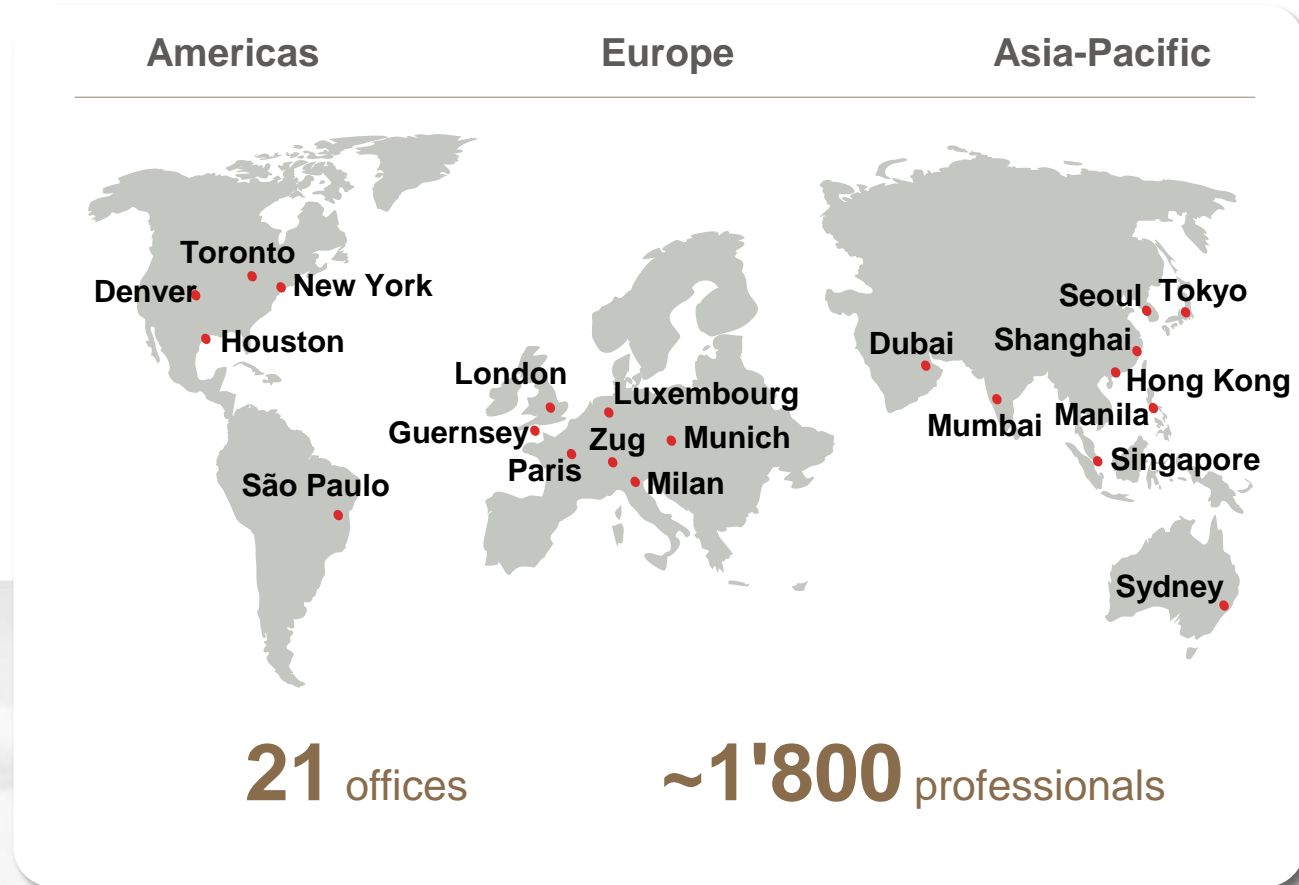 Americas Europe Asia-Pacific
Toronto
Denver
New York
Houston
São Paulo
London
Luxembourg
Guernsey
Zug
Munich
Paris
Milan
Seoul
Tokyo
Dubai
Shanghai
Hong Kong
Manila
Mumbai
Singapore
Sydney
21 offices
~1'800 professionals